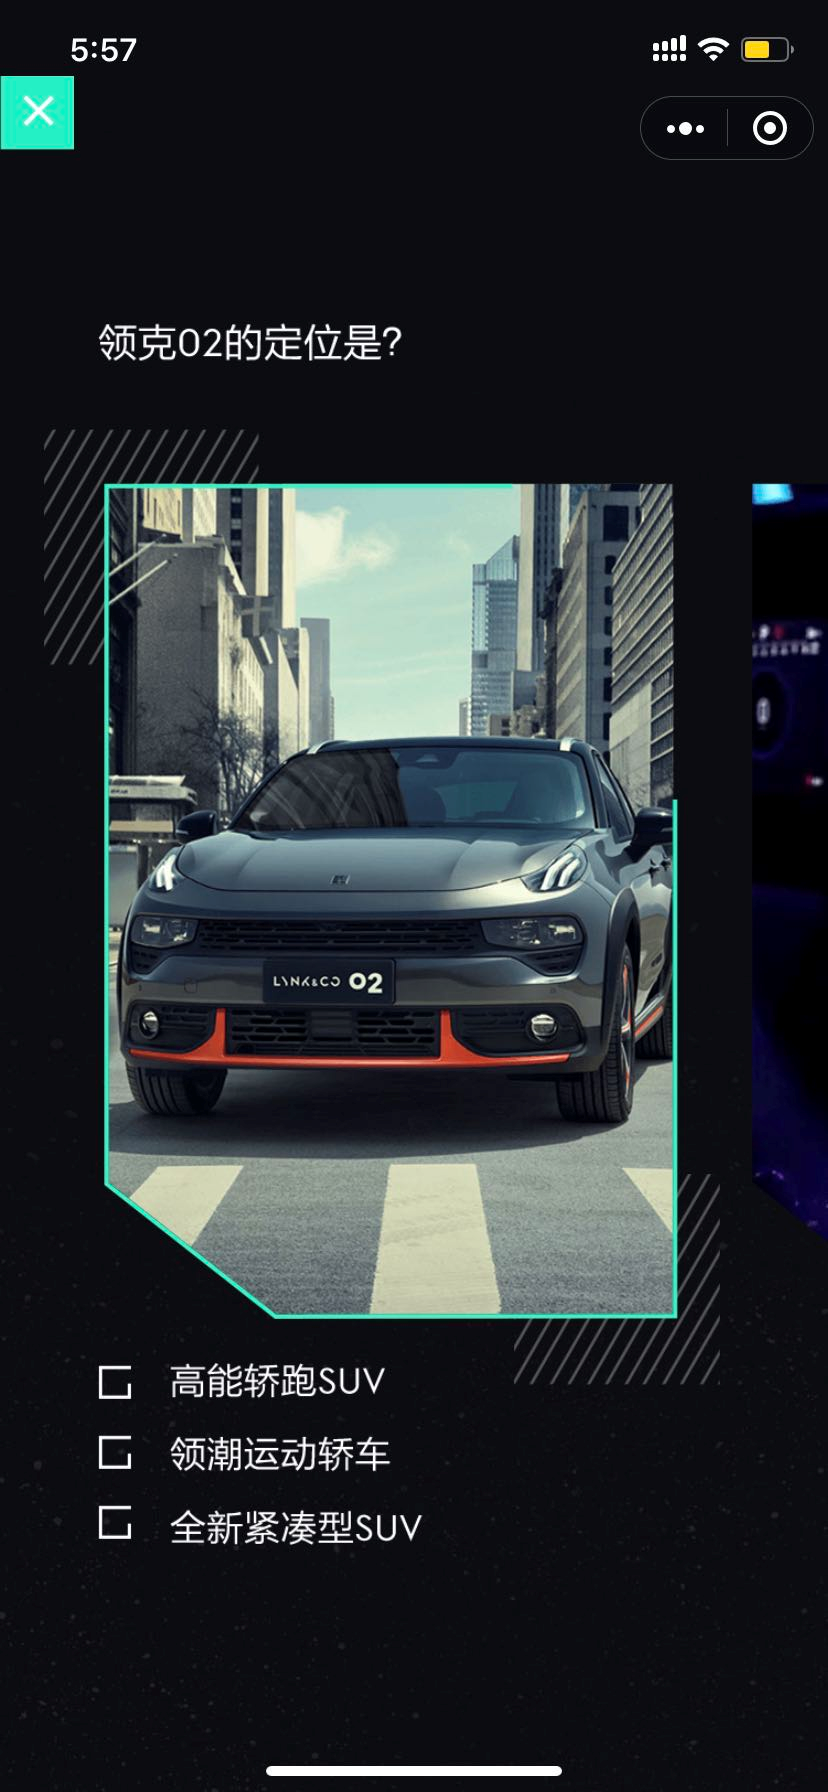 5:57
领克02的定位是?
LYNK&CO 02
高能轿跑SUV
领潮运动轿车
全新紧凑型SUV